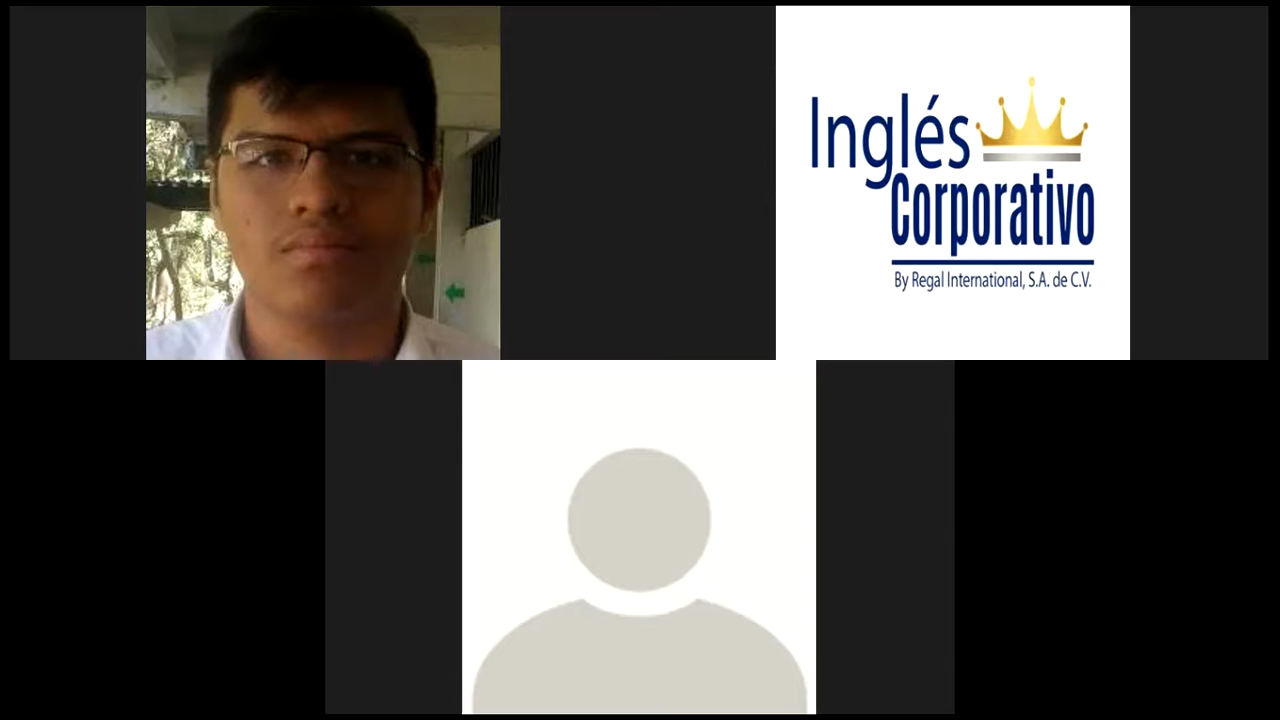 Inglés
Corporativo
By Regal International, S.A. de C.V.